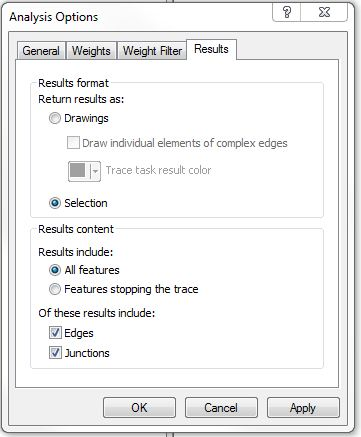 Analysis Options
General Weights Weight Filter Results
Results format
Return results as:
Drawings
Draw individual elements of complex edges
Trace task result color
Selection
Results content
Results include:
All features
Features stopping the trace
Of these results include:
Edges
Junctions
OK Cancel Apply